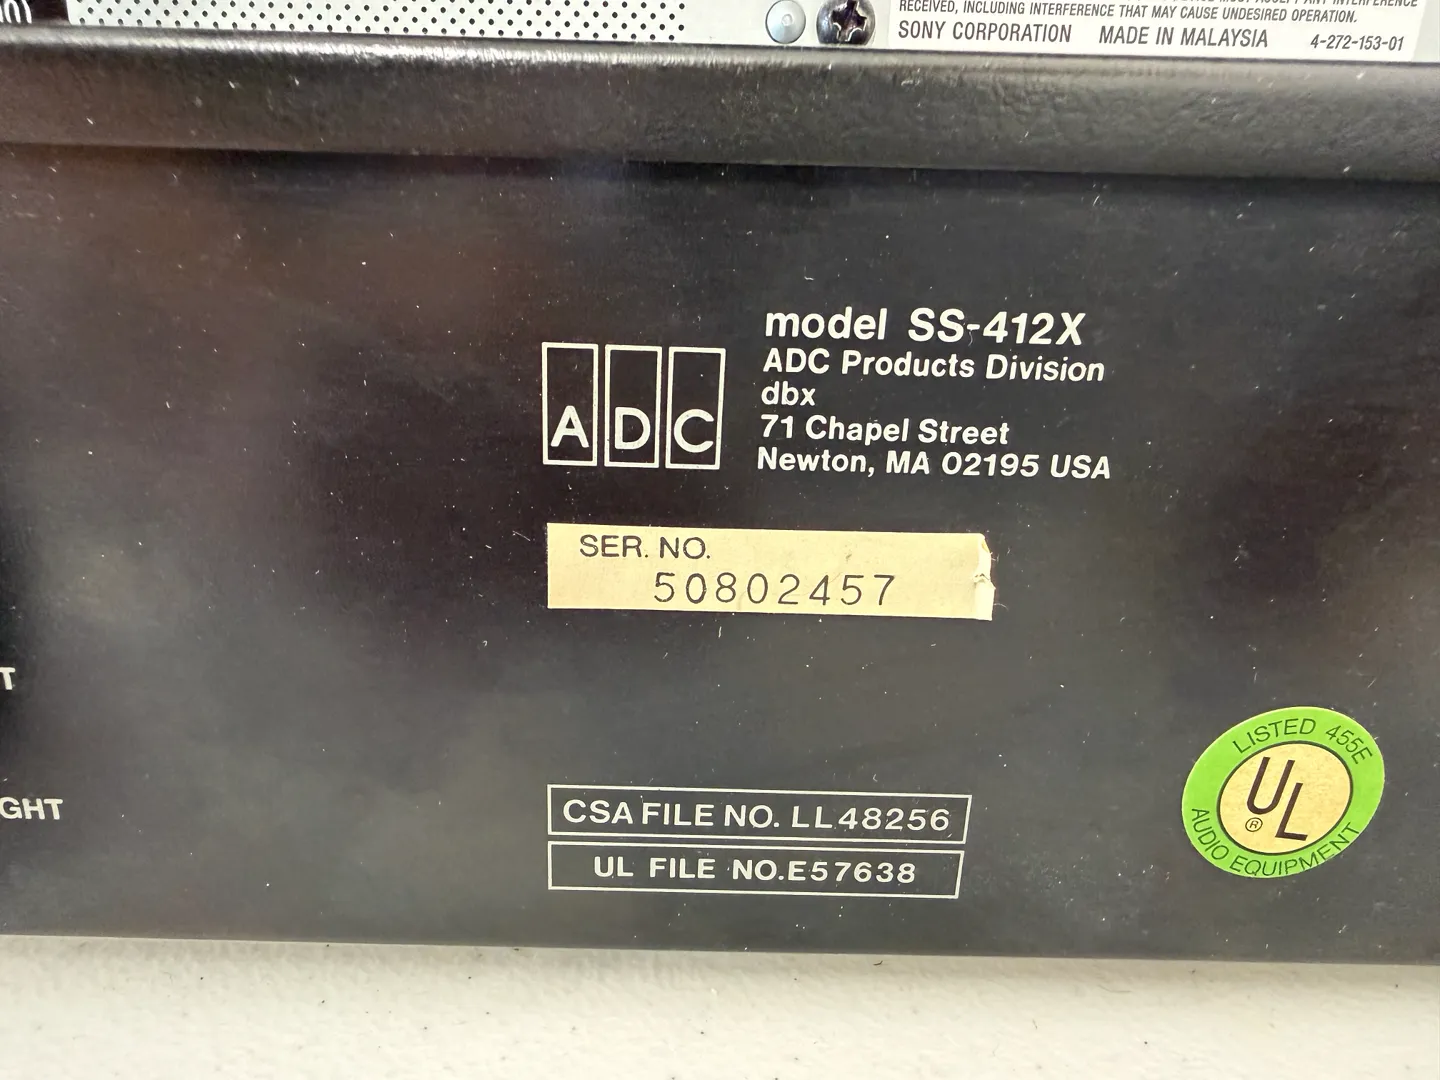 RECEIVED, INCLUDING INTERFERENCE THAT MAY CAUSE UNDESIRED OPERATION.
SONY CORPORATION MADE IN MALAYSIA 4-272-153-01
model SS-412X
ADC Products Division
dbx
71 Chapel Street
Newton, MA 02195 USA
ADC
SER. NO.
50802457
T
GHT
CSA FILE NO. LL48256
UL FILE NO.E57638
LISTED 455E
UL
®
AUDIO EQUIPMENT